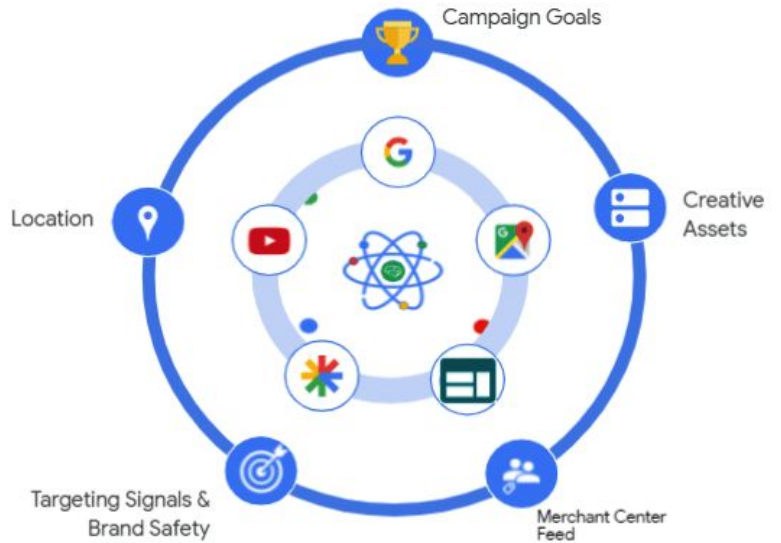 Campaign Goals
Location
Creative
Assets
Targeting Signals &
Brand Safety
Merchant Center
Feed